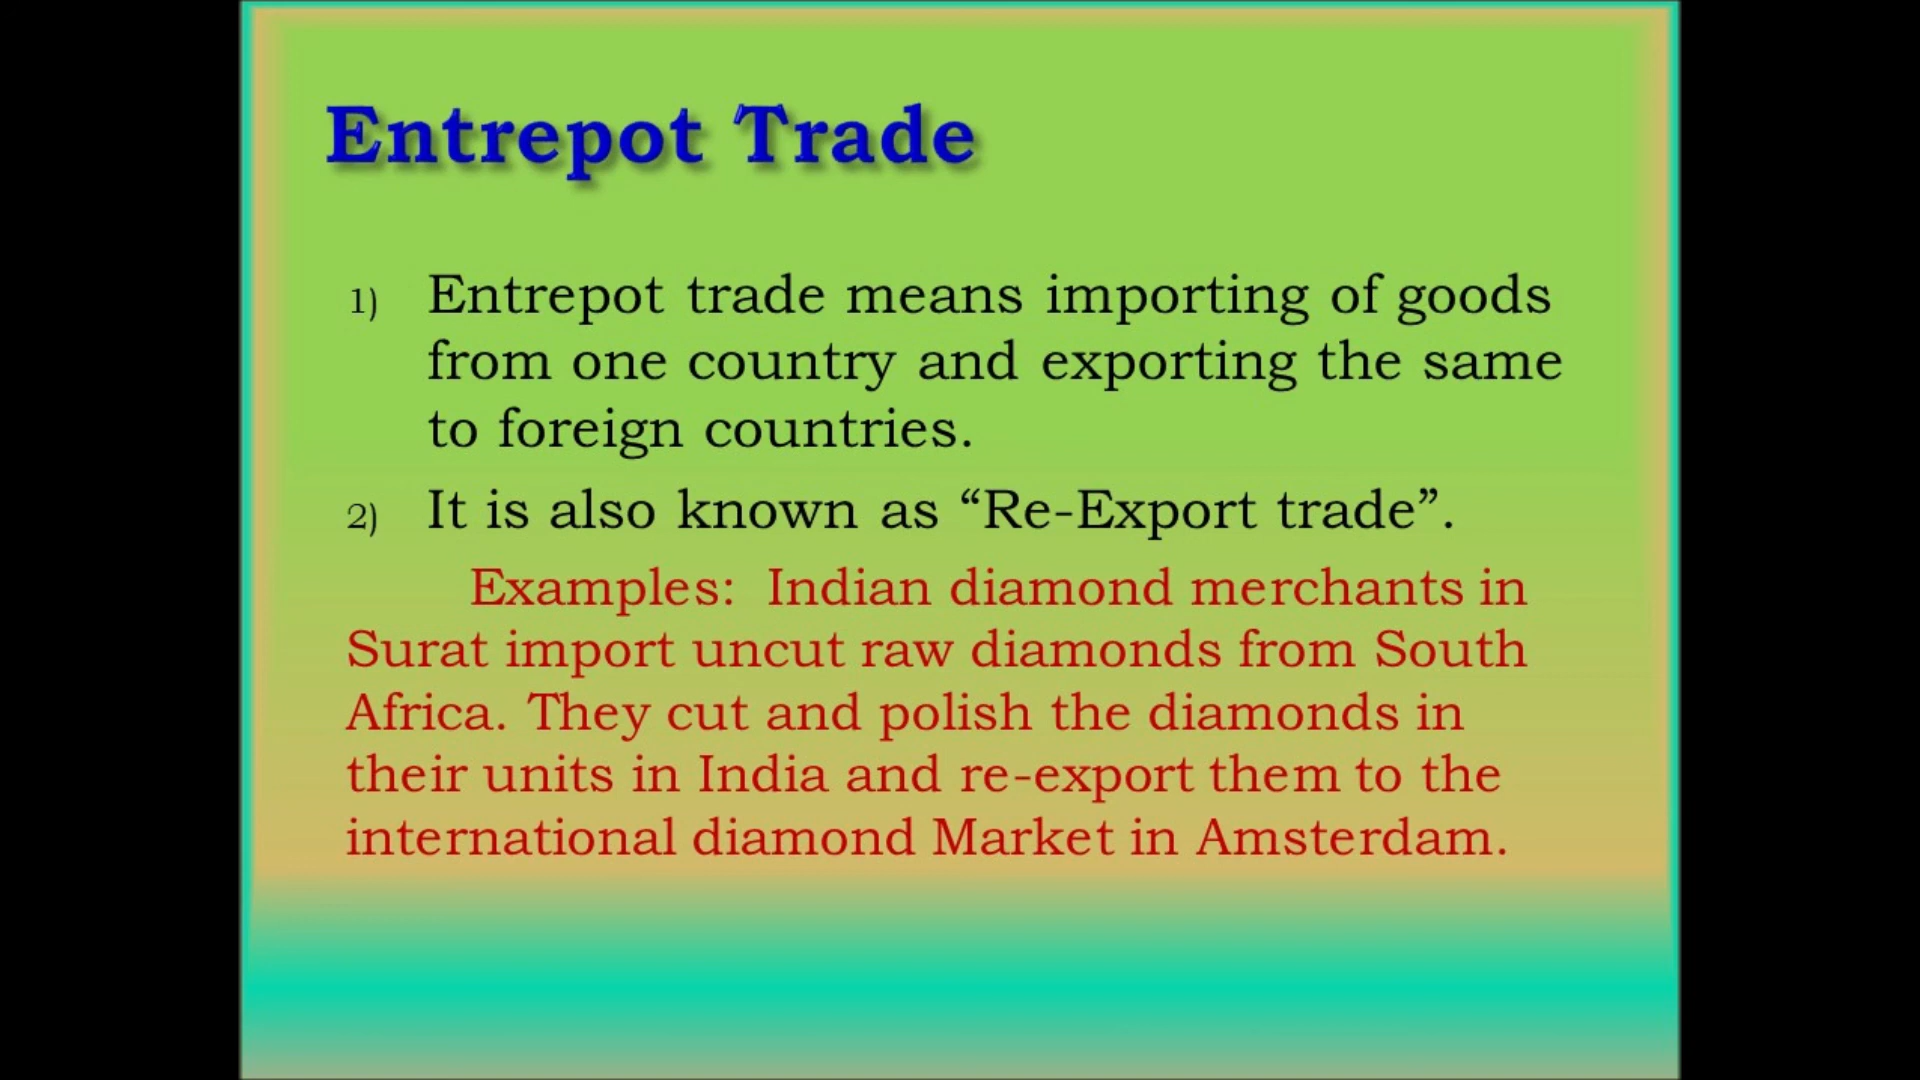 Entrepot Trade
1) Entrepot trade means importing of goods
from one country and exporting the same
to foreign countries.
2) It is also known as “Re-Export trade”.
Examples: Indian diamond merchants in
Surat import uncut raw diamonds from South
Africa. They cut and polish the diamonds in
their units in India and re-export them to the
international diamond Market in Amsterdam.